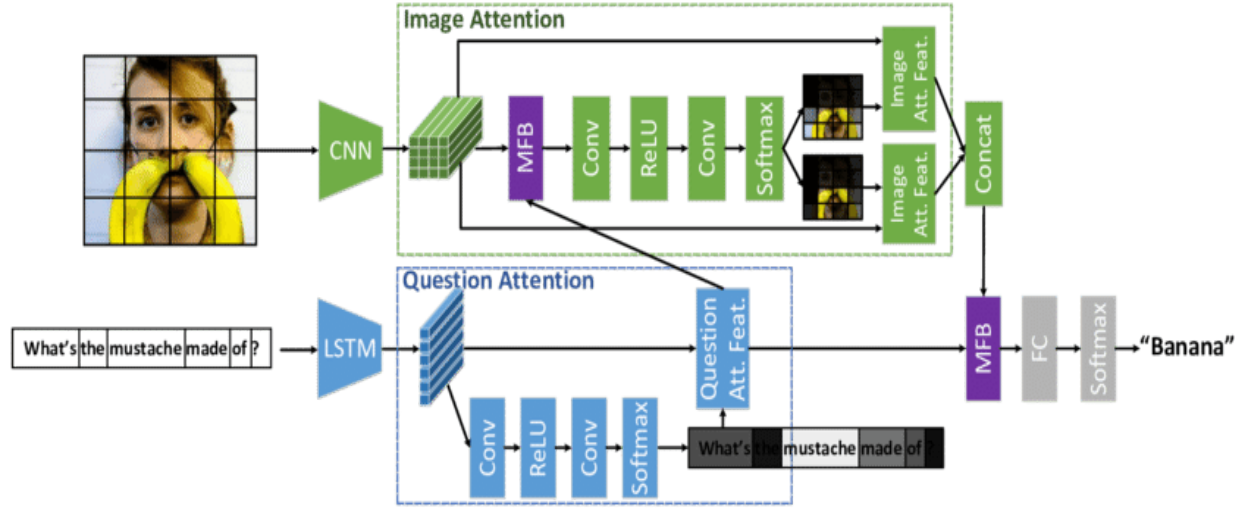 Image Attention
CNN
MFB
Conv
ReLU
Conv
Softmax
Image
Att. Feat.
Image
Att. Feat.
Concat
Question Attention
What's the mustache made of ?
LSTM
Conv
ReLU
Conv
Softmax
Question
Att. Feat.
What's the mustache made of ?
MFB
FC
Softmax
“Banana”